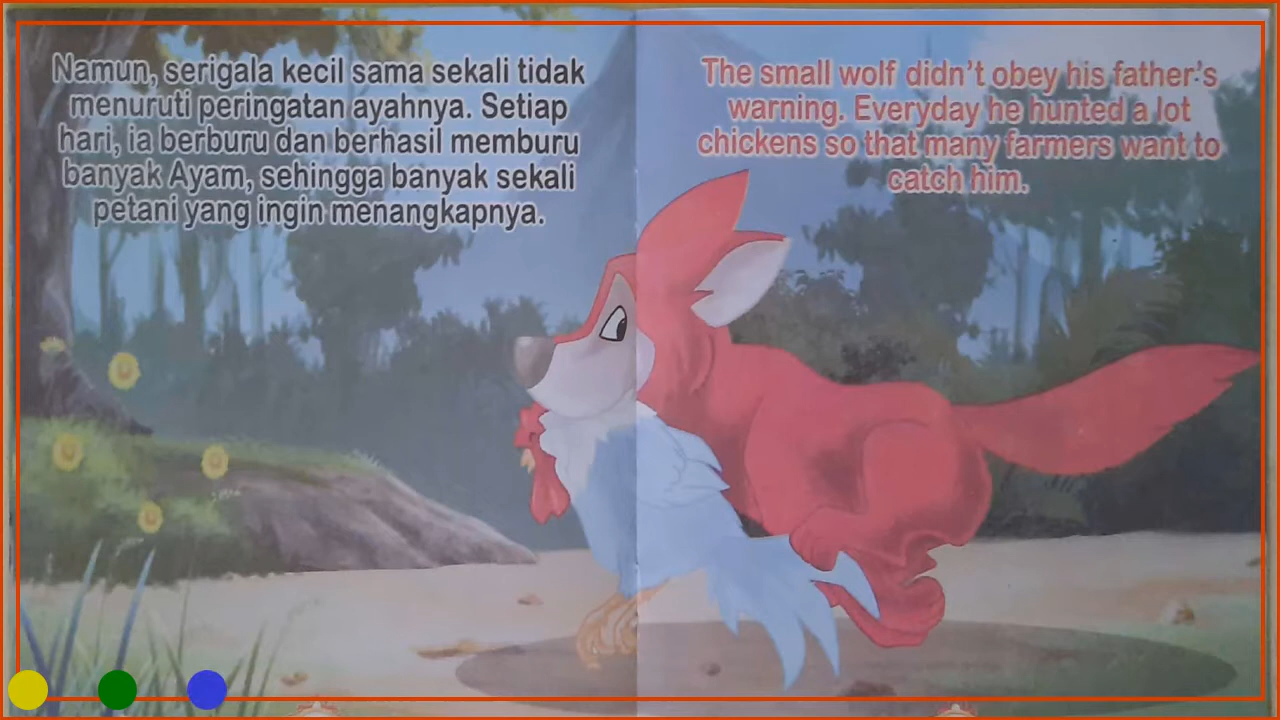 Namun, serigala kecil sama sekali tidak
menuruti peringatan ayahnya. Setiap
hari, ia berburu dan berhasil memburu
banyak Ayam, sehingga banyak sekali
petani yang ingin menangkapnya.
The small wolf didn't obey his father's
warning. Everyday he hunted a lot
chickens so that many farmers want to
catch him.